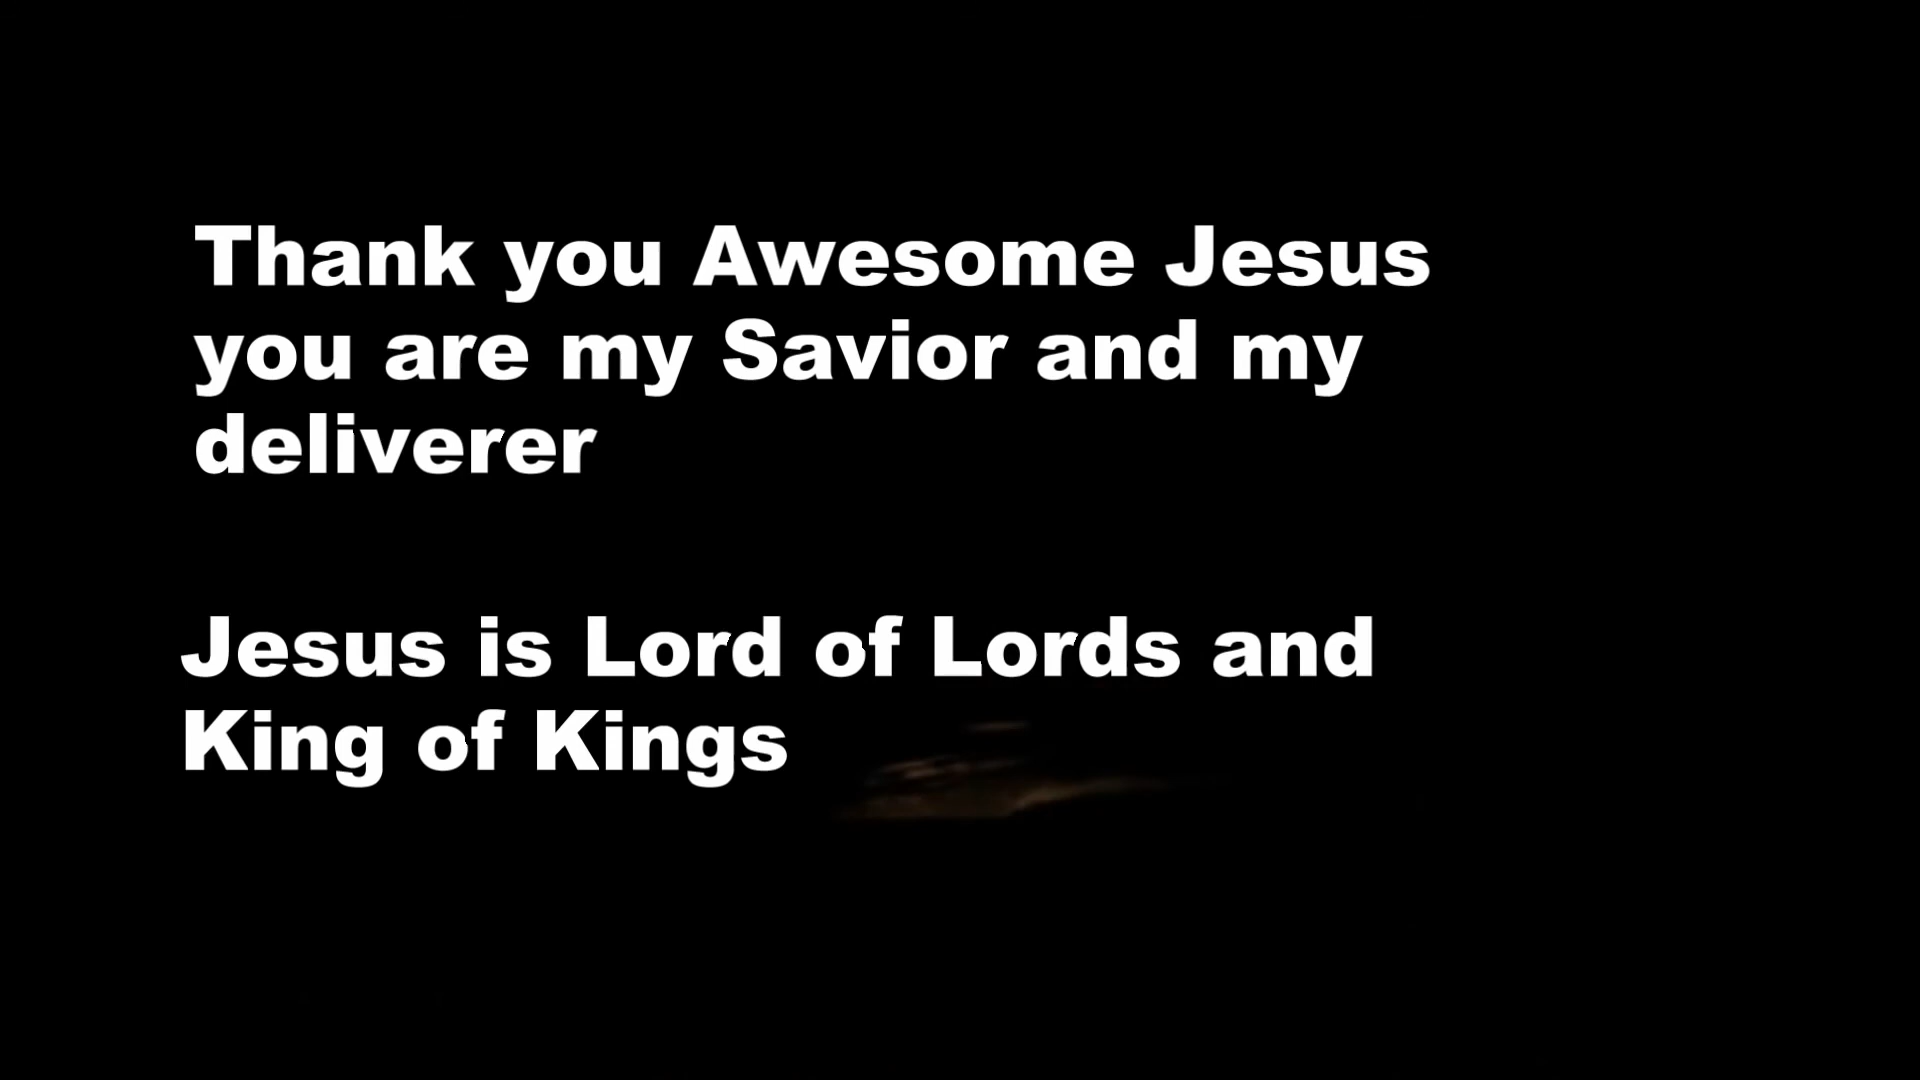 Thank you Awesome Jesus
you are my Savior and my
deliverer
Jesus is Lord of Lords and
King of Kings